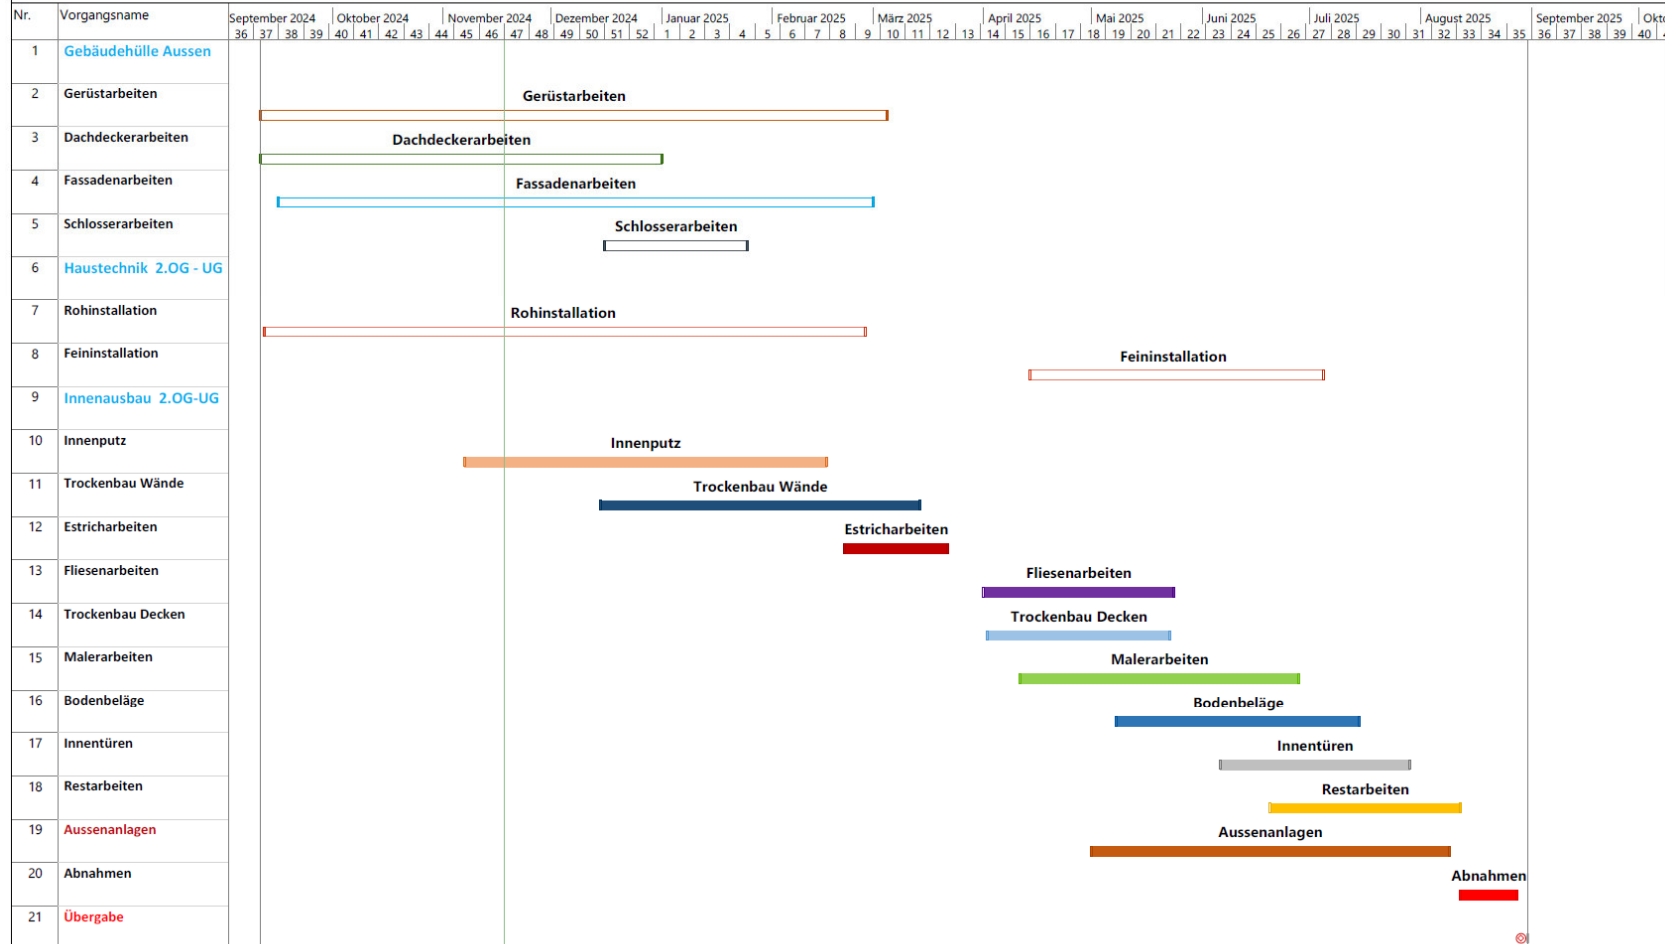 Nr. Vorgangsname September 2024 Oktober 2024 November 2024 Dezember 2024 Januar 2025 Februar 2025 März 2025 April 2025 Mai 2025 Juni 2025 Juli 2025 August 2025 September 2025 Okto
36 37 38 39 40 41 42 43 44 45 46 47 48 49 50 51 52 1 2 3 4 5 6 7 8 9 10 11 12 13 14 15 16 17 18 19 20 21 22 23 24 25 26 27 28 29 30 31 32 33 34 35 36 37 38 39 40
1 Gebäudehülle Aussen
2 Gerüstarbeiten Gerüstarbeiten
3 Dachdeckerarbeiten Dachdeckerarbeiten
4 Fassadenarbeiten Fassadenarbeiten
5 Schlosserarbeiten Schlosserarbeiten
6 Haustechnik 2.OG - UG
7 Rohinstallation Rohinstallation
8 Feininstallation Feininstallation
9 Innenausbau 2.OG-UG
10 Innenputz Innenputz
11 Trockenbau Wände Trockenbau Wände
12 Estricharbeiten Estricharbeiten
13 Fliesenarbeiten Fliesenarbeiten
14 Trockenbau Decken Trockenbau Decken
15 Malerarbeiten Malerarbeiten
16 Bodenbeläge Bodenbeläge
17 Innentüren Innentüren
18 Restarbeiten Restarbeiten
19 Aussenanlagen Aussenanlagen
20 Abnahmen Abnahmen
21 Übergabe